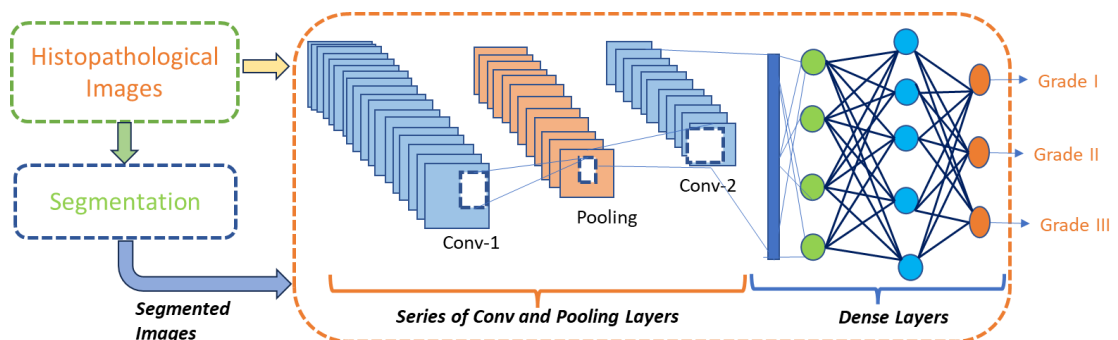 Histopathological
Images
Segmentation
Segmented
Images
Conv-1
Pooling
Conv-2
Series of Conv and Pooling Layers
Dense Layers
Grade I
Grade II
Grade III